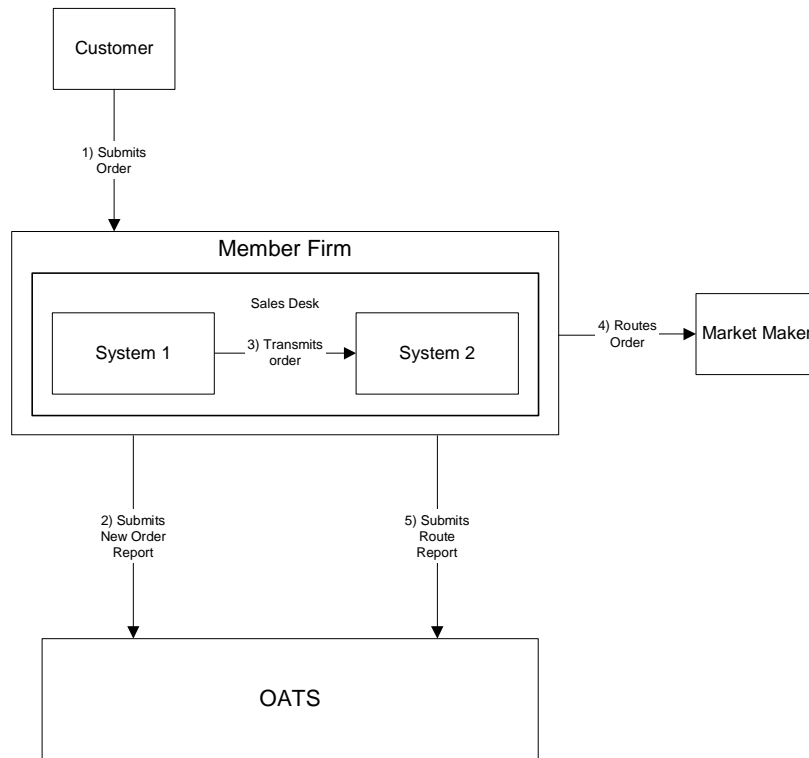 Customer
1) Submits
Order
Member Firm
Sales Desk
System 1
3) Transmits
order
System 2
4) Routes
Order
Market Maker
2) Submits
New Order
Report
5) Submits
Route
Report
OATS